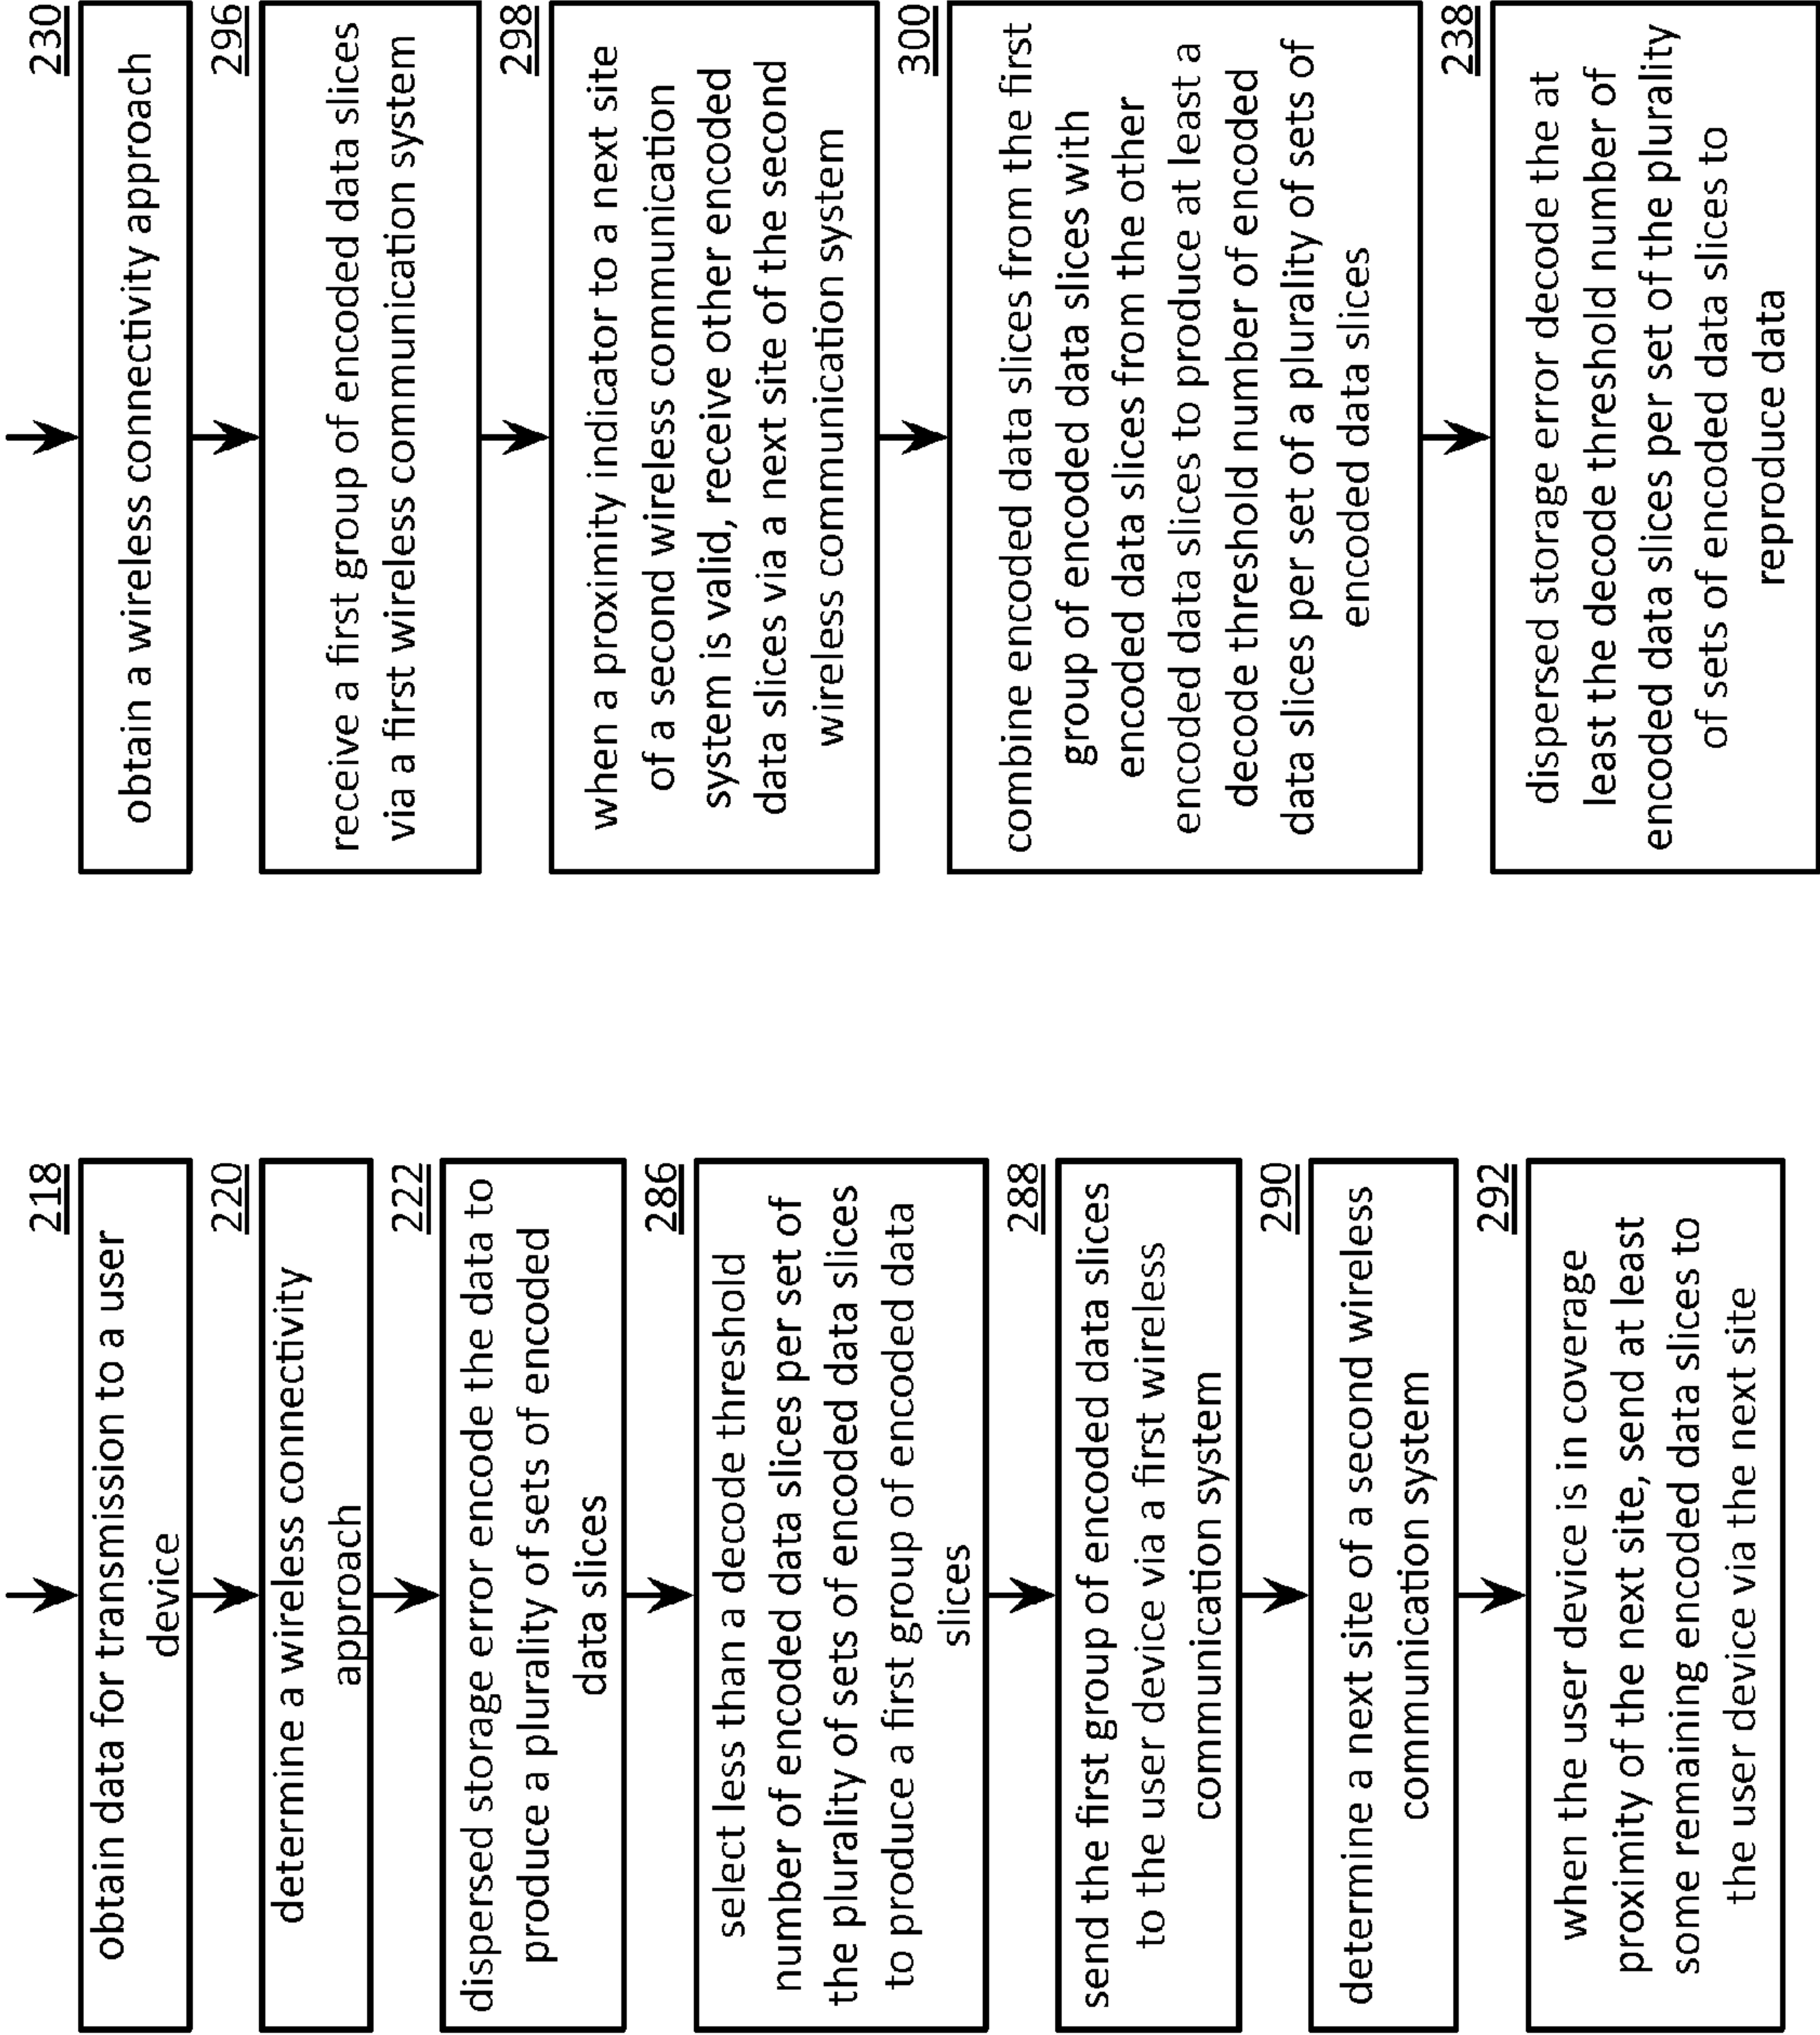 218
obtain data for transmission to a user
device
220
determine a wireless connectivity
approach
222
dispersed storage error encode the data to
produce a plurality of sets of encoded
data slices
286
select less than a decode threshold
number of encoded data slices per set of
the plurality of sets of encoded data slices
to produce a first group of encoded data
slices
288
send the first group of encoded data slices
to the user device via a first wireless
communication system
290
determine a next site of a second wireless
communication system
292
when the user device is in coverage
proximity of the next site, send at least
some remaining encoded data slices to
the user device via the next site
230
obtain a wireless connectivity approach
296
receive a first group of encoded data slices
via a first wireless communication system
298
when a proximity indicator to a next site
of a second wireless communication
system is valid, receive other encoded
data slices via a next site of the second
wireless communication system
300
combine encoded data slices from the first
group of encoded data slices with
encoded data slices from the other
encoded data slices to produce at least a
decode threshold number of encoded
data slices per set of a plurality of sets of
encoded data slices
238
dispersed storage error decode the at
least the decode threshold number of
encoded data slices per set of the plurality
of sets of encoded data slices to
reproduce data